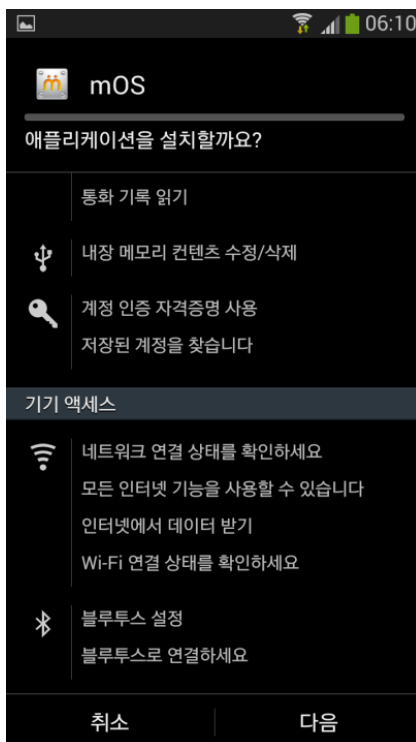 06:10
mOS
애플리케이션을 설치할까요?
통화 기록 읽기
내장 메모리 컨텐츠 수정/삭제
계정 인증 자격증명 사용
저장된 계정을 찾습니다
기기 액세스
네트워크 연결 상태를 확인하세요
모든 인터넷 기능을 사용할 수 있습니다
인터넷에서 데이터 받기
Wi-Fi 연결 상태를 확인하세요
블루투스 설정
블루투스로 연결하세요
취소 다음